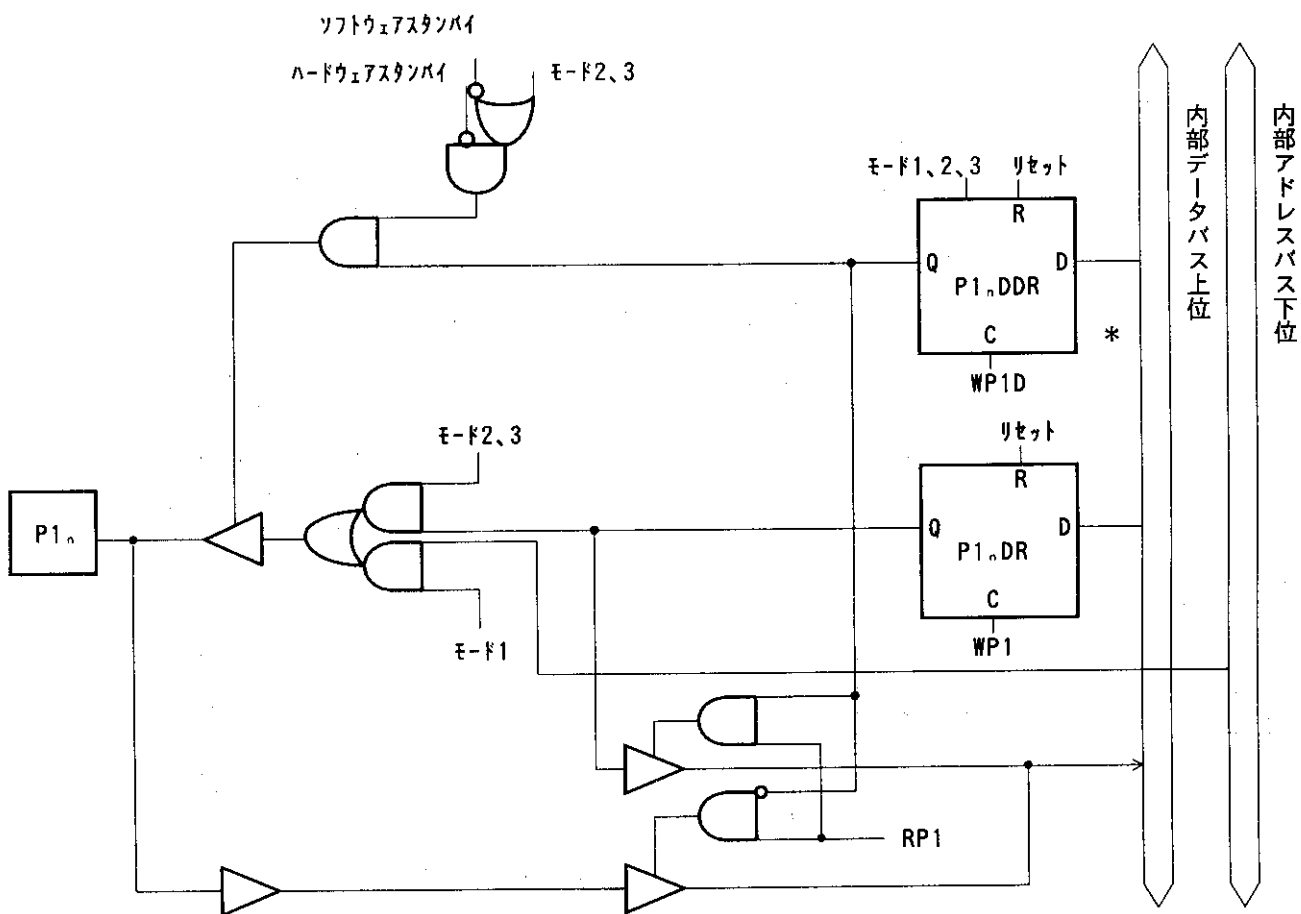 ソフトウェアスタンバイ
ハードウェアスタンバイ
モード2、3
モード1、2、3
リセット
R
Q
D
P1nDDR
C
*
WP1D
内部データバス上位
内部アドレスバス下位
モード2、3
リセット
R
P1n
Q
D
P1nDR
C
WP1
モード1
RP1